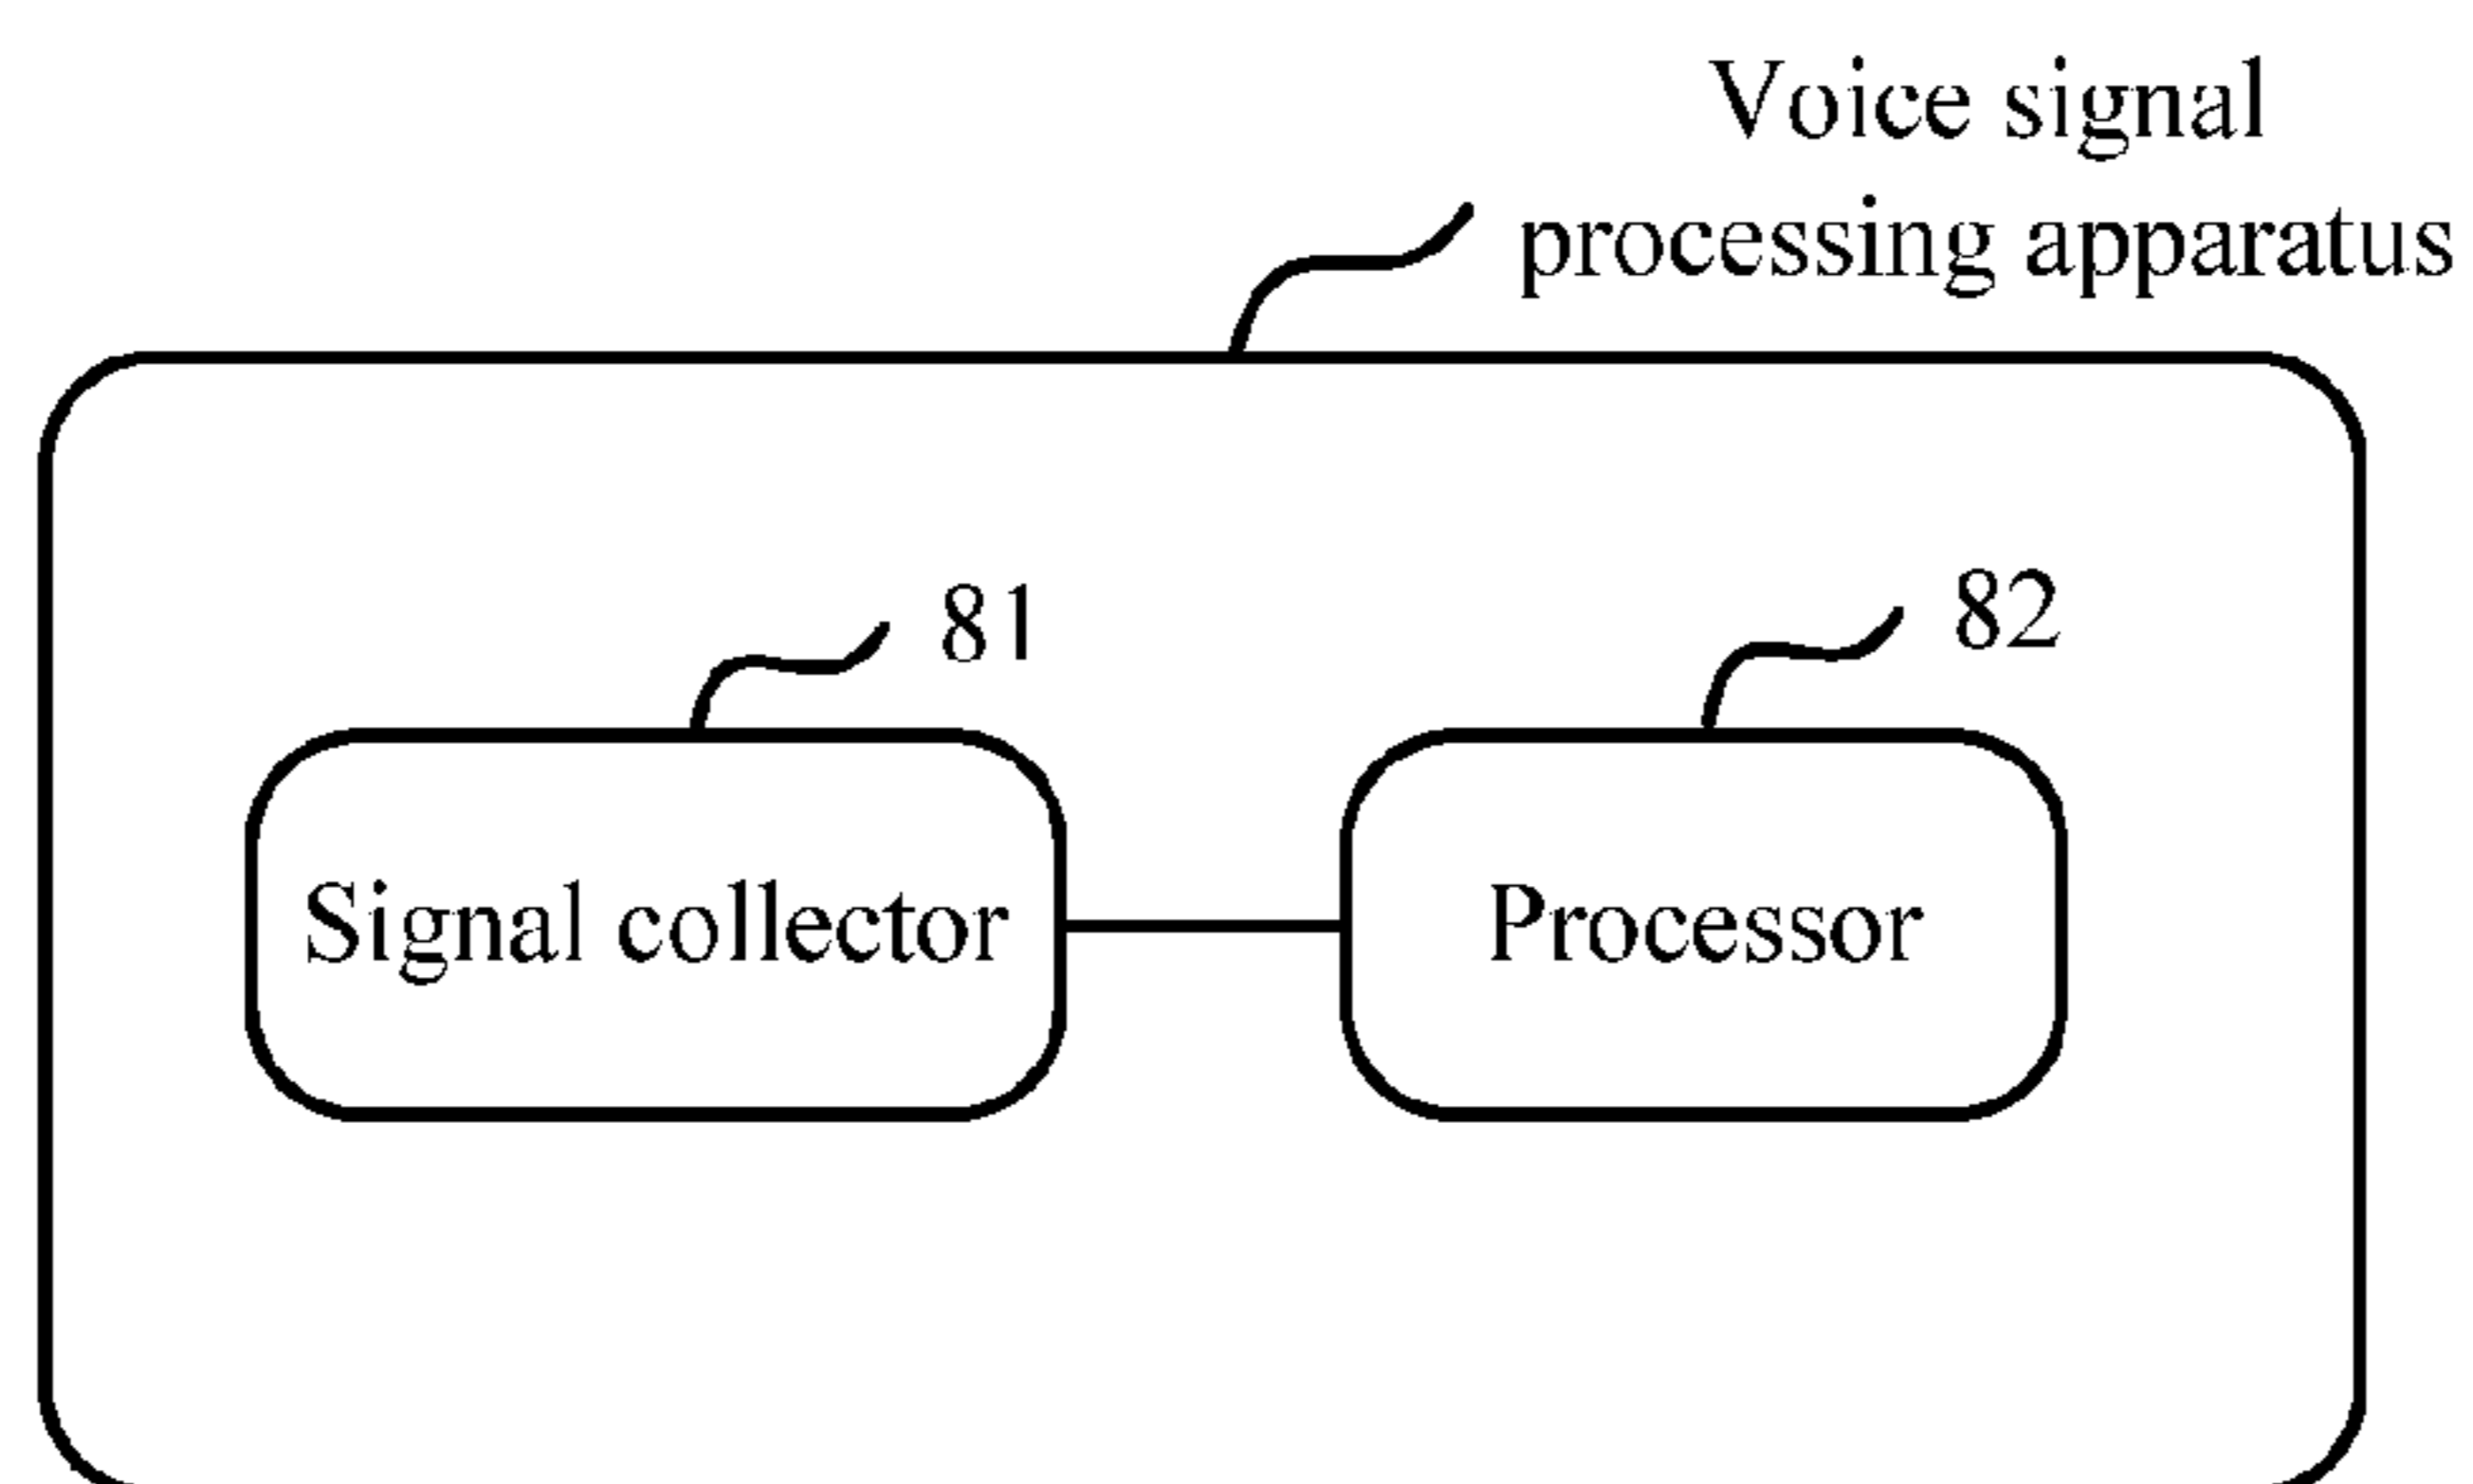 Voice signal
processing apparatus
81
82
Signal collector
Processor